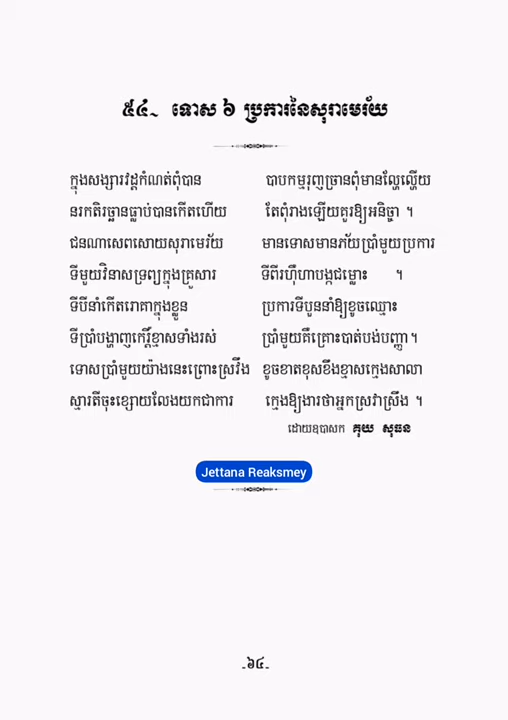 ៥៤~ ទោស ៦ ប្រការនៃសុរាមេរ័យ
ក្នុងសង្សារវដ្តកំណត់ពុំបាន បាបកម្មរុញច្រានពុំមានល្ហែល្ហើយ
នរកតិរច្ឆានធ្លាប់បានកើតហើយ តែពុំរាងឡើយគួរឱ្យអនិច្ចា ។
ជនណាសេពសោយសុរាមេរ័យ មានទោសមានភ័យប្រាំមួយប្រការ
ទីមួយវិនាសទ្រព្យក្នុងគ្រួសារ ទីពីរហ៊ឺហាបង្កជម្លោះ ។
ទីបីនាំកើតរោគាក្នុងខ្លួន ប្រការទីបួននាំឱ្យខូចឈ្មោះ
ទីប្រាំបង្ហាញកេរ្តិ៍ខ្មាសទាំងរស់ ប្រាំមួយគឺគ្រោះបាត់បង់បញ្ញា។
ទោសប្រាំមួយយ៉ាងនេះព្រោះស្រវឹង ខូចខាតខុសខឹងខ្មាសក្មេងសាលា
ស្មារតីចុះខ្សោយលែងយកជាការ ក្មេងឱ្យងារថាអ្នកស្រវាស្រឹង ។
ដោយឧបាសក គុយ សុធន
Jettana Reaksmey
-៦៤-